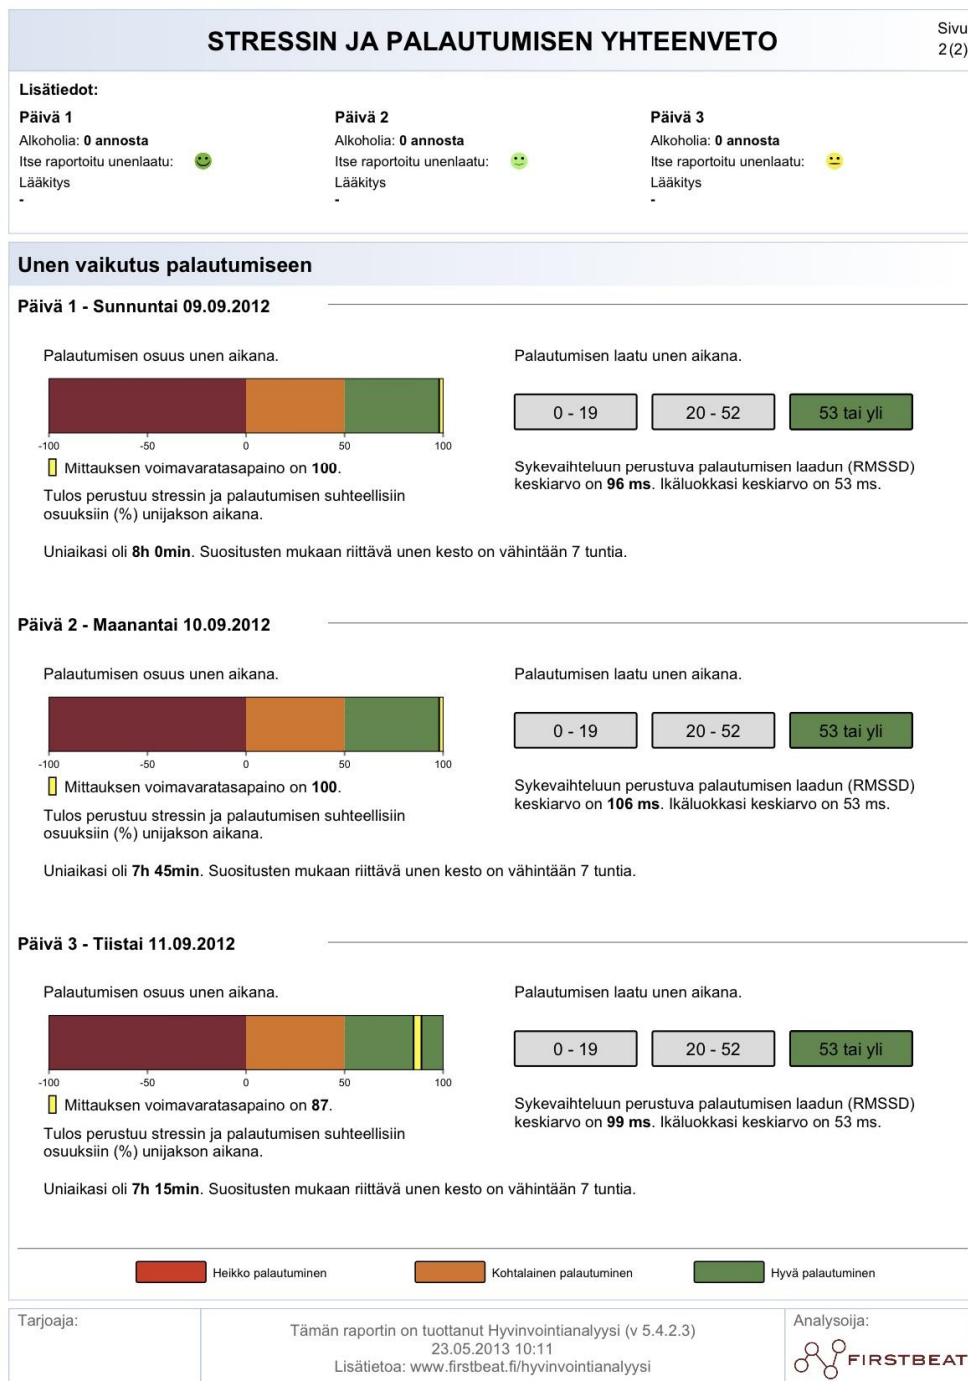 STRESSIN JA PALAUTUMISEN YHTEENVETO
Sivu
2(2)
Lisätiedot:
Päivä 1
Alkoholia: 0 annosta
Itse raportoitu unenlaatu:
Lääkitys
-
Päivä 2
Alkoholia: 0 annosta
Itse raportoitu unenlaatu:
Lääkitys
-
Päivä 3
Alkoholia: 0 annosta
Itse raportoitu unenlaatu:
Lääkitys
-
Unen vaikutus palautumiseen
Päivä 1 - Sunnuntai 09.09.2012
Palautumisen osuus unen aikana.
-100 -50 0 50 100
Mittauksen voimavaratasapaino on 100.
Tulos perustuu stressin ja palautumisen suhteellisiin
osuuksiin (%) unijakson aikana.
Palautumisen laatu unen aikana.
0 - 19 20 - 52 53 tai yli
Sykevaihteluun perustuva palautumisen laadun (RMSSD)
keskiarvo on 96 ms. Ikäluokkasi keskiarvo on 53 ms.
Uniaikasi oli 8h 0min. Suositusten mukaan riittävä unen kesto on vähintään 7 tuntia.
Päivä 2 - Maanantai 10.09.2012
Palautumisen osuus unen aikana.
-100 -50 0 50 100
Mittauksen voimavaratasapaino on 100.
Tulos perustuu stressin ja palautumisen suhteellisiin
osuuksiin (%) unijakson aikana.
Palautumisen laatu unen aikana.
0 - 19 20 - 52 53 tai yli
Sykevaihteluun perustuva palautumisen laadun (RMSSD)
keskiarvo on 106 ms. Ikäluokkasi keskiarvo on 53 ms.
Uniaikasi oli 7h 45min. Suositusten mukaan riittävä unen kesto on vähintään 7 tuntia.
Päivä 3 - Tiistai 11.09.2012
Palautumisen osuus unen aikana.
-100 -50 0 50 100
Mittauksen voimavaratasapaino on 87.
Tulos perustuu stressin ja palautumisen suhteellisiin
osuuksiin (%) unijakson aikana.
Palautumisen laatu unen aikana.
0 - 19 20 - 52 53 tai yli
Sykevaihteluun perustuva palautumisen laadun (RMSSD)
keskiarvo on 99 ms. Ikäluokkasi keskiarvo on 53 ms.
Uniaikasi oli 7h 15min. Suositusten mukaan riittävä unen kesto on vähintään 7 tuntia.
Heikko palautuminen Kohtalainen palautuminen Hyvä palautuminen
Tarjoaja:
Tämän raportin on tuottanut Hyvinvointianalyysi (v 5.4.2.3)
23.05.2013 10:11
Lisätietoa: www.firstbeat.fi/hyvinvointianalyysi
Analysoija:
FIRSTBEAT